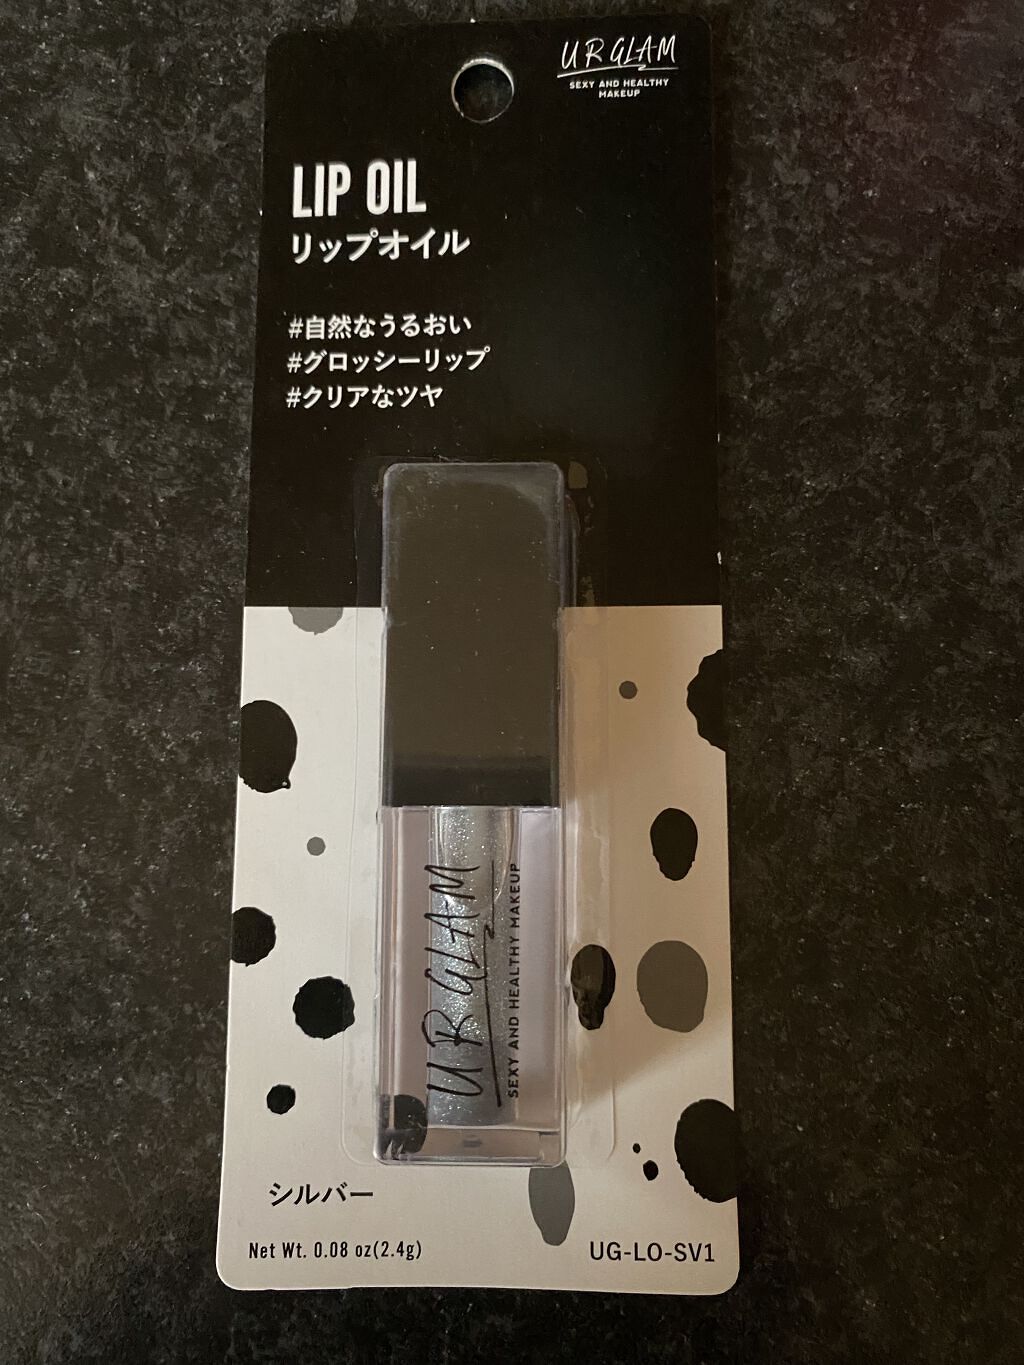 UR GLAM
SEXY AND HEALTHY
MAKEUP
LIP OIL
リップオイル
#自然なうるおい
#グロッシーリップ
#クリアなツヤ
UR GLAM
SEXY AND HEALTHY MAKEUP
シルバー
Net Wt. 0.08 oz(2.4g)
UG-LO-SV1